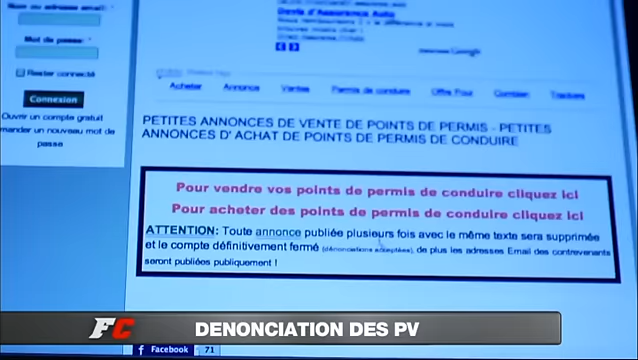 Nom ou adresse email: *
Mot de passe: *
Rester connecté
Connexion
Ouvrir un compte gratuit
mander un nouveau mot de
passe
Devis d'Assurance Auto
Acheter Annonce Ventes Permis de conduire Offre Pour
PETITES ANNONCES DE VENTE DE POINTS DE PERMIS - PETITES
ANNONCES D' ACHAT DE POINTS DE PERMIS DE CONDUIRE
Pour vendre vos points de permis de conduire cliquez ici
Pour acheter des points de permis de conduire cliquez ici
ATTENTION: Toute annonce publiée plusieurs fois avec le même texte sera supprimée
et le compte définitivement fermé (dénonciations acceptées), de plus les adresses Email des contrevenants
seront publiées publiquement !
FC DENONCIATION DES PV
f Facebook 71